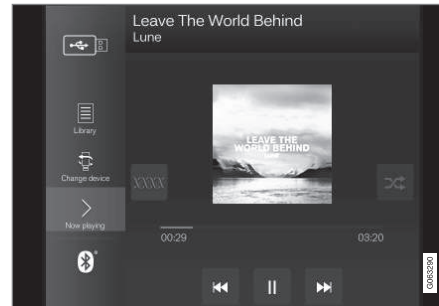 Leave The World Behind
Lune
Library
Change device
Now playing
XXXX
LEAVE THE
WORLD BEHIND
LUNE
00:29
03:20
G063290